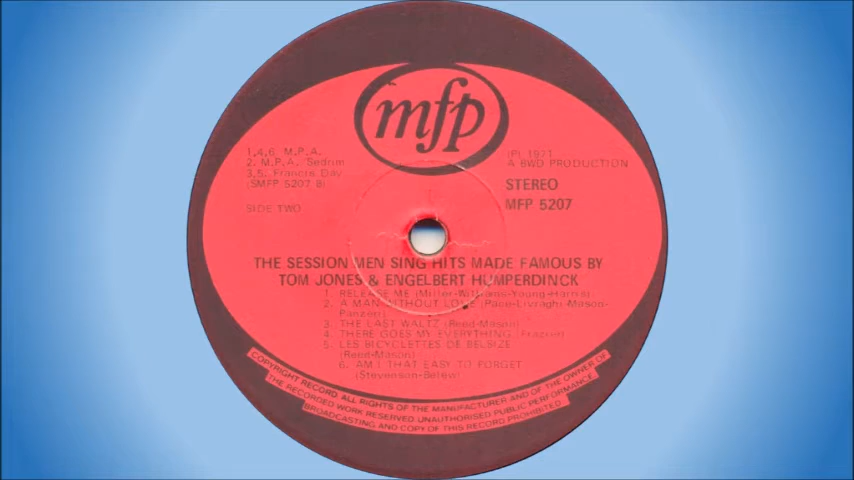 mfp
1,4,6. M.P.A.
2. M.P.A. Sedrim
3,5. Francis Day
(SMFP 5207 B)
SIDE TWO
(P) 1971
A BWD PRODUCTION
STEREO
MFP 5207
THE SESSION MEN SING HITS MADE FAMOUS BY
TOM JONES & ENGELBERT HUMPERDINCK
1. RELEASE ME (Miller-Williams-Young-Harris)
2. A MAN WITHOUT LOVE (Pace-Livraghi-Mason-
Panzeri)
3. THE LAST WALTZ (Reed-Mason)
4. THERE GOES MY EVERYTHING (Frazier)
5. LES BICYCLETTES DE BELSIZE
(Reed-Mason)
6. AM I THAT EASY TO FORGET
(Stevenson-Belew)
COPYRIGHT RECORD. ALL RIGHTS OF THE MANUFACTURER AND OF THE OWNER OF
THE RECORDED WORK RESERVED UNAUTHORISED PUBLIC PERFORMANCE,
BROADCASTING AND COPY OF THIS RECORD PROHIBITED